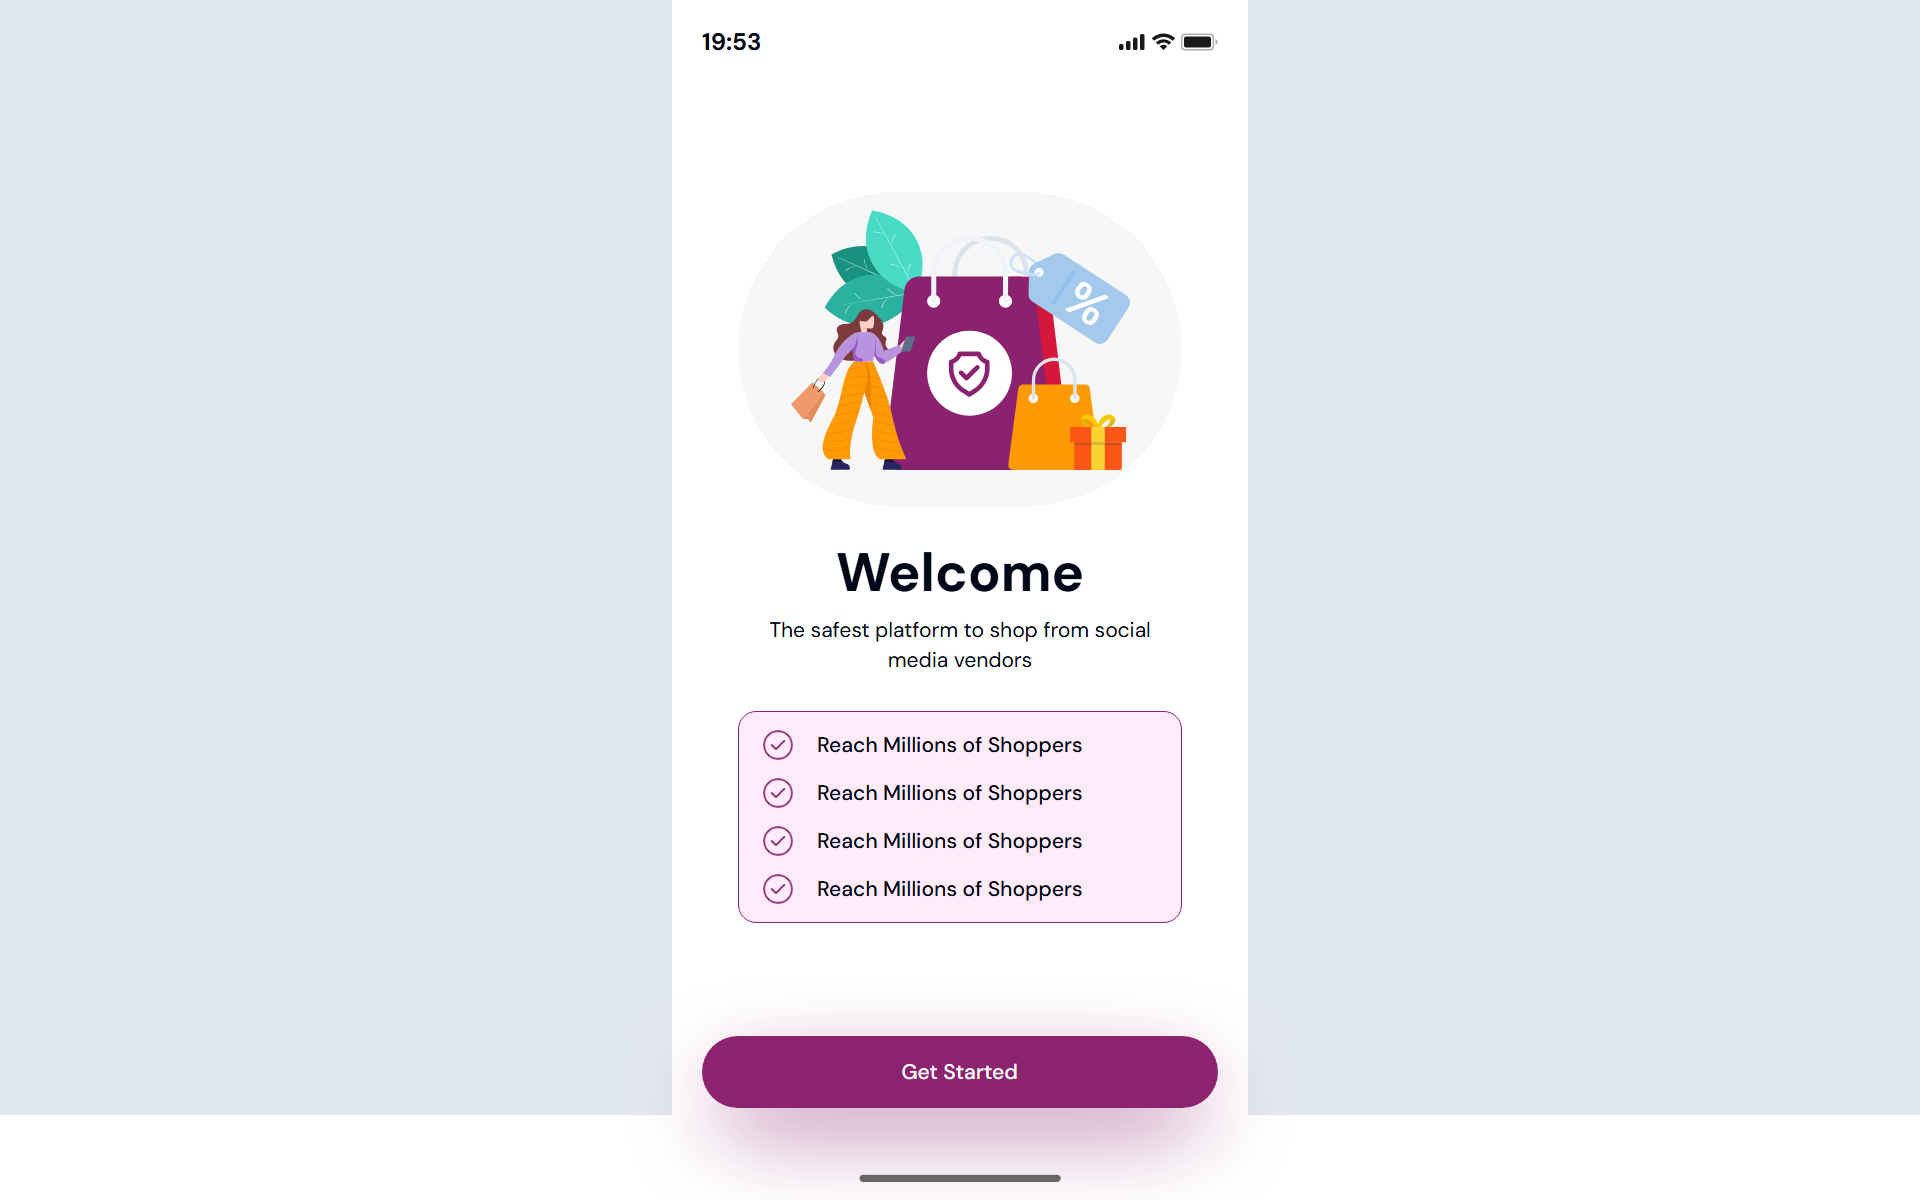 19:53
%
Welcome
The safest platform to shop from social
media vendors
Reach Millions of Shoppers
Reach Millions of Shoppers
Reach Millions of Shoppers
Reach Millions of Shoppers
Get Started